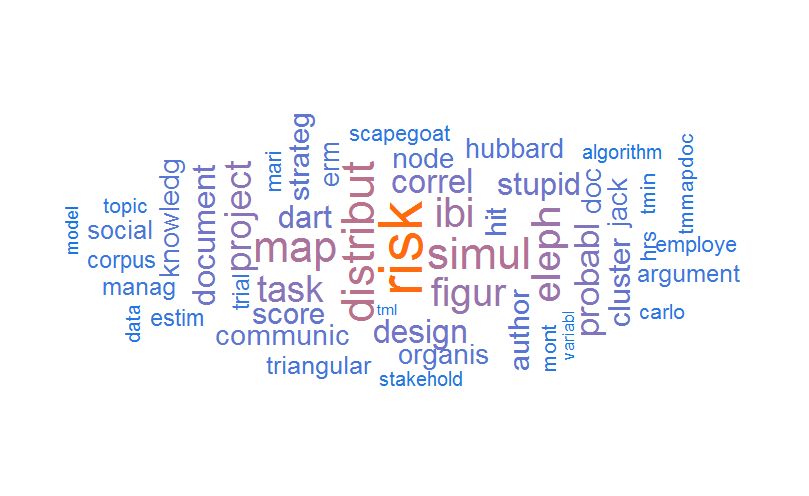 scapegoat
strateg
erm
mari
node
hubbard
algorithm
correl
stupid
doc
tmmapdoc
knowledg
document
project
distribut
risk
ibi
hit
eleph
probabl
jack
tmin
topic
model
social
dart
map
simul
cluster
hrs
employe
corpus
manag
trial
task
figur
argument
data
estim
score
tml
design
author
mont
variabl
carlo
communic
organis
triangular
stakehold